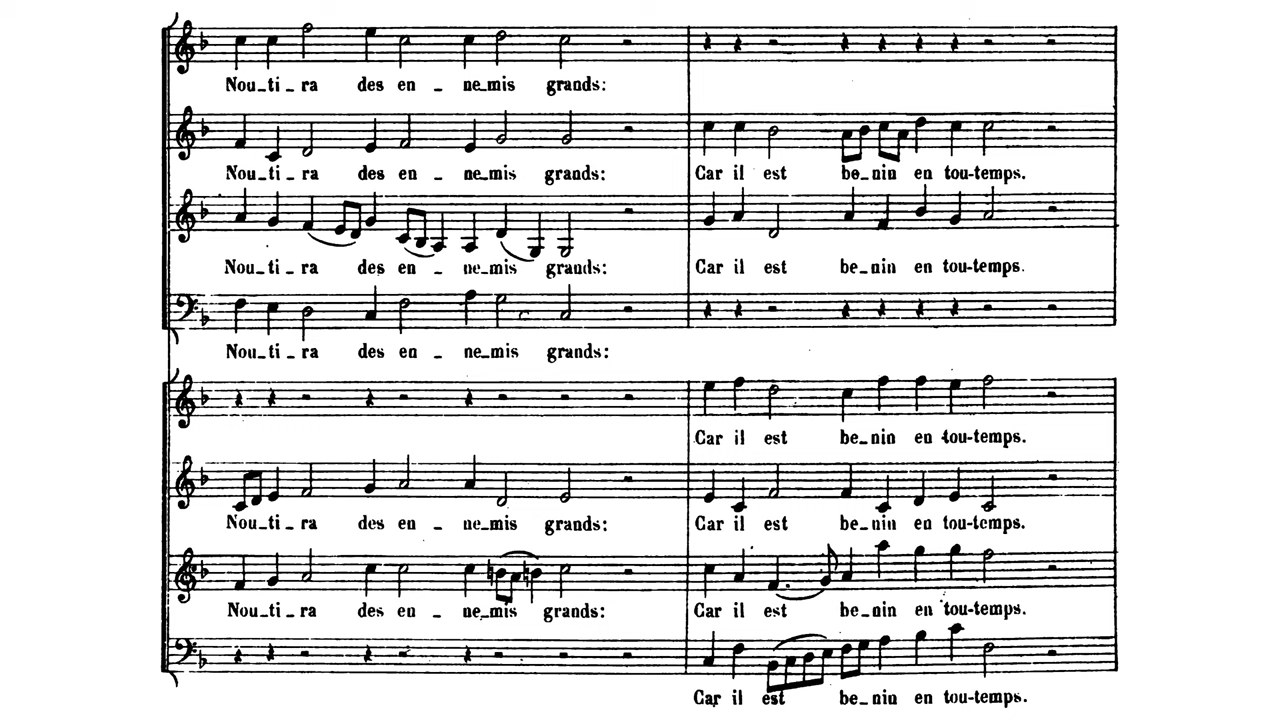 Nou_ti_ra des en_ne_mis grands:
Nou_ti_ra des en_ne_mis grands: Car il est be_nin en tou-temps.
Nou_ti_ra des en_ne_mis grands: Car il est be_nin en tou-temps.
Nou_ti_ra des en_ne_mis grands:
Car il est be_nin en tou-temps.
Nou_ti_ra des en_ne_mis grands: Car il est be_nin en tou-temps.
Nou_ti_ra des en_ne_mis grands: Car il est be_nin en tou-temps.
Car il est be_nin en tou-temps.